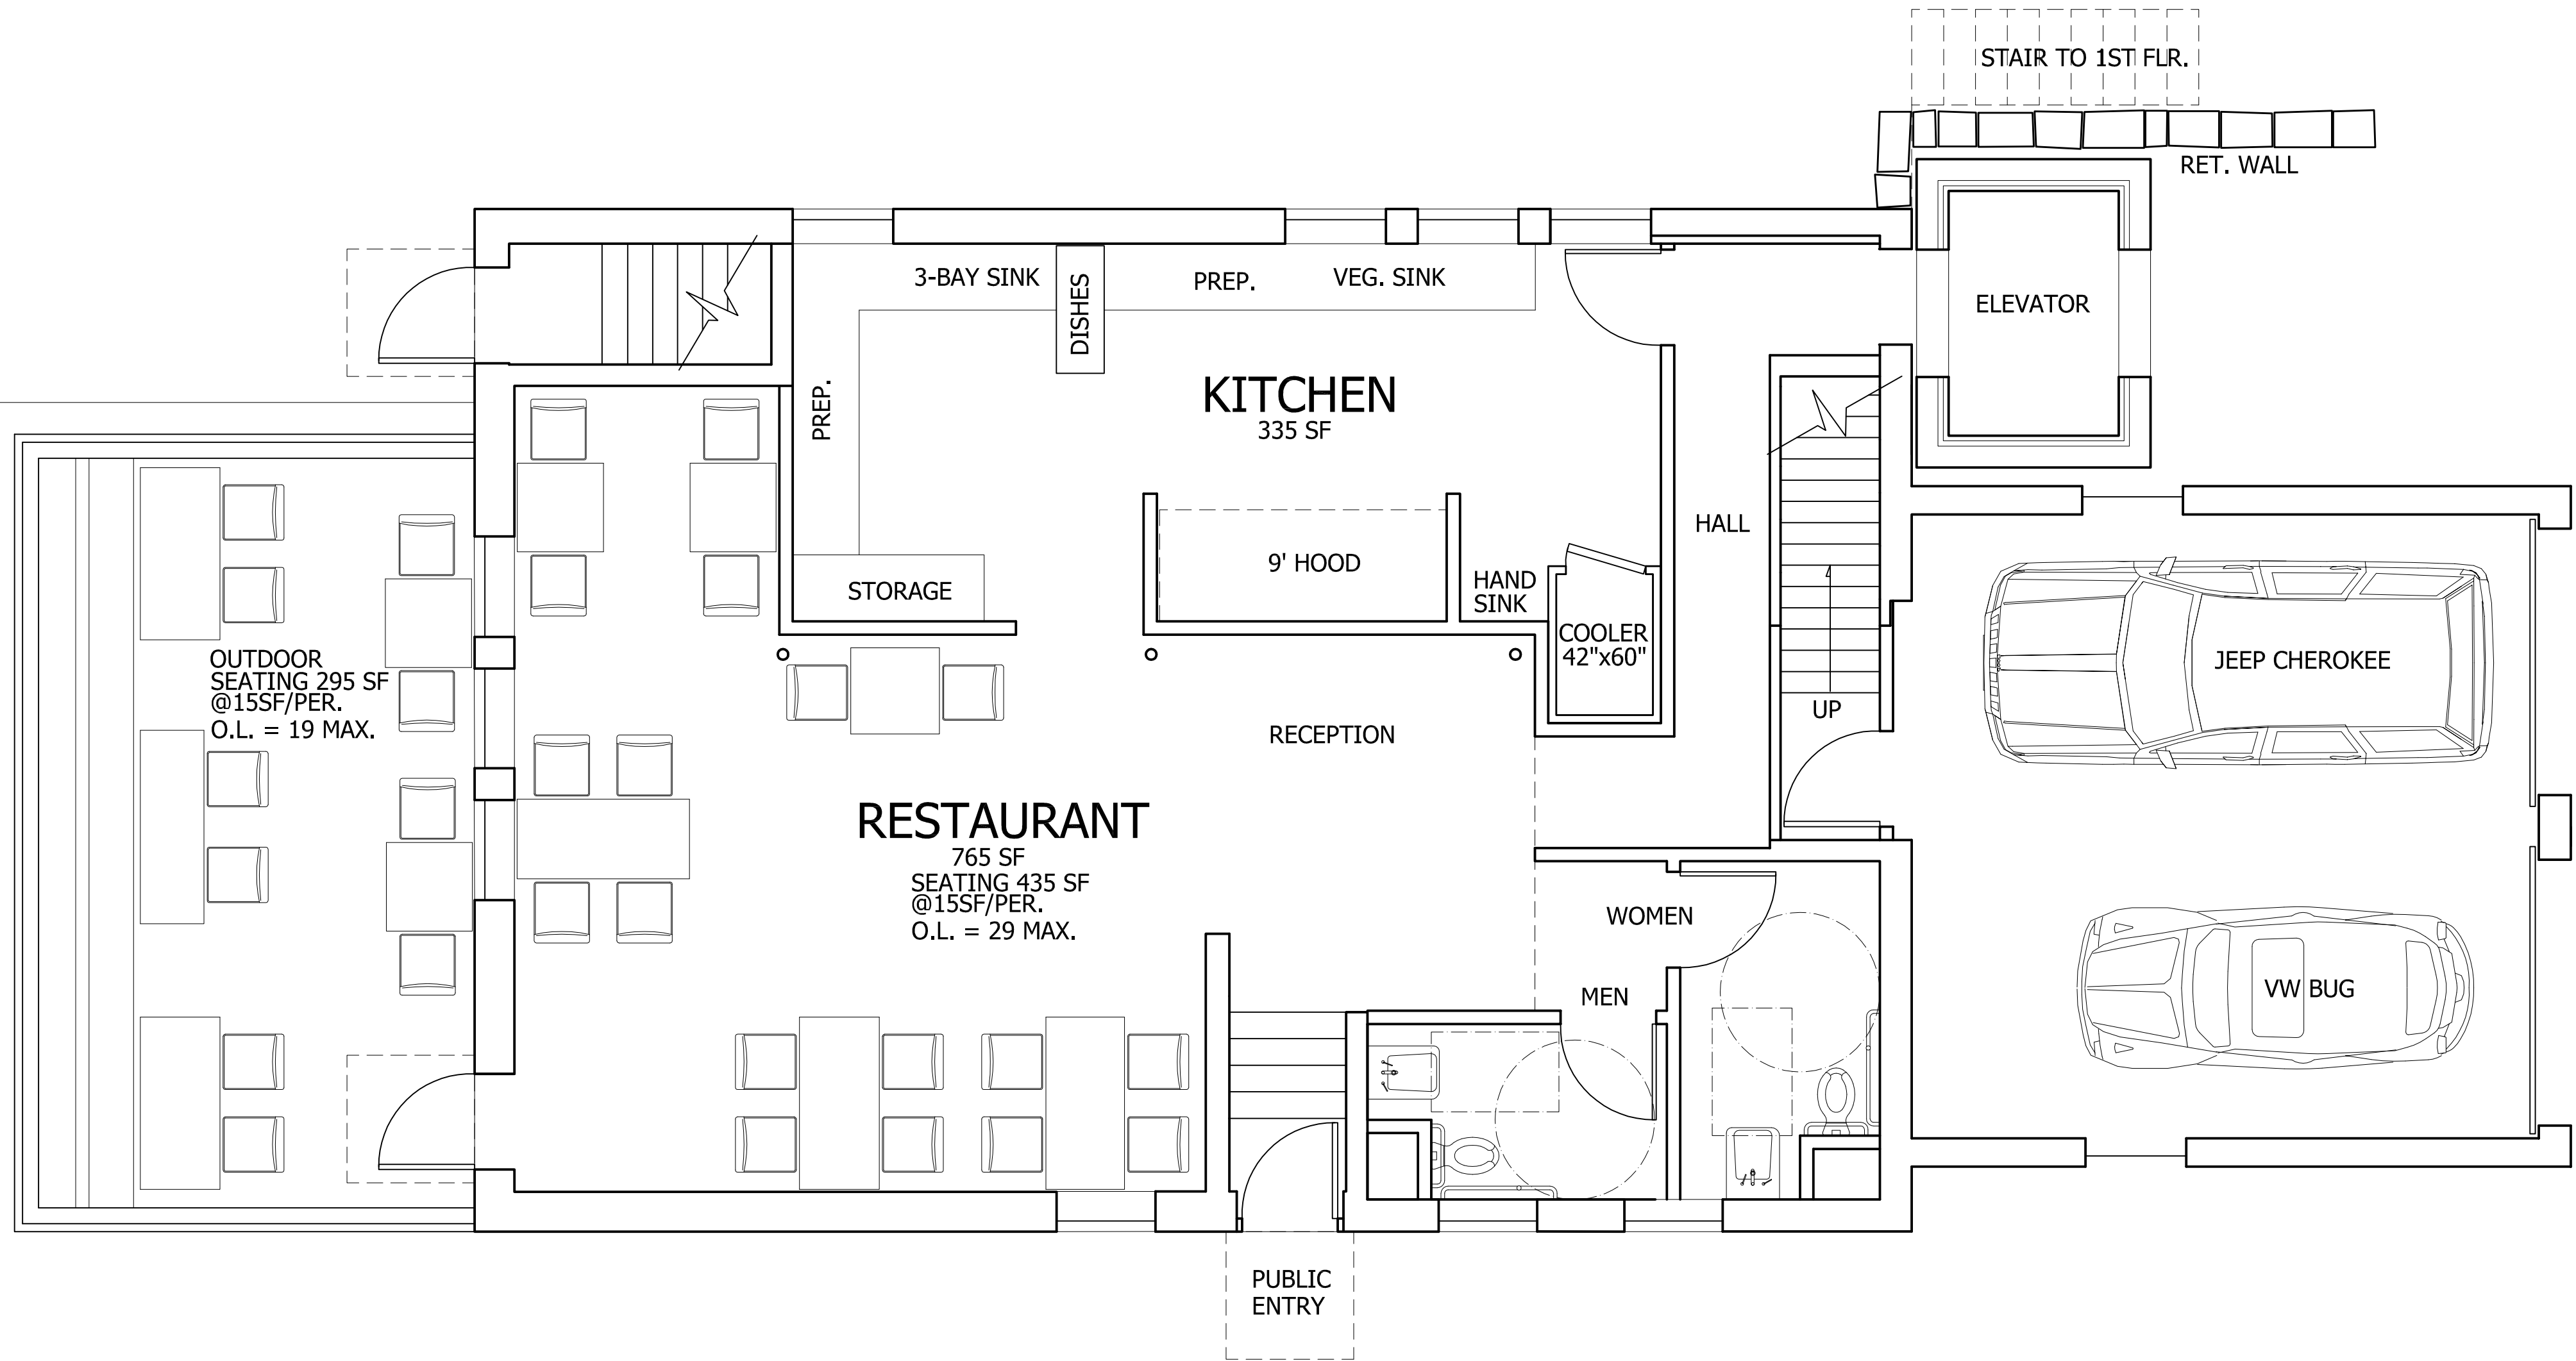 STAIR TO 1ST FLR.
RET. WALL
3-BAY SINK
DISHES
PREP.
VEG. SINK
ELEVATOR
PREP.
KITCHEN
335 SF
HALL
STORAGE
9' HOOD
HAND
SINK
COOLER
42"x60"
OUTDOOR
SEATING 295 SF
@15SF/PER.
O.L. = 19 MAX.
JEEP CHEROKEE
UP
RECEPTION
RESTAURANT
765 SF
SEATING 435 SF
@15SF/PER.
O.L. = 29 MAX.
WOMEN
MEN
VW BUG
PUBLIC
ENTRY